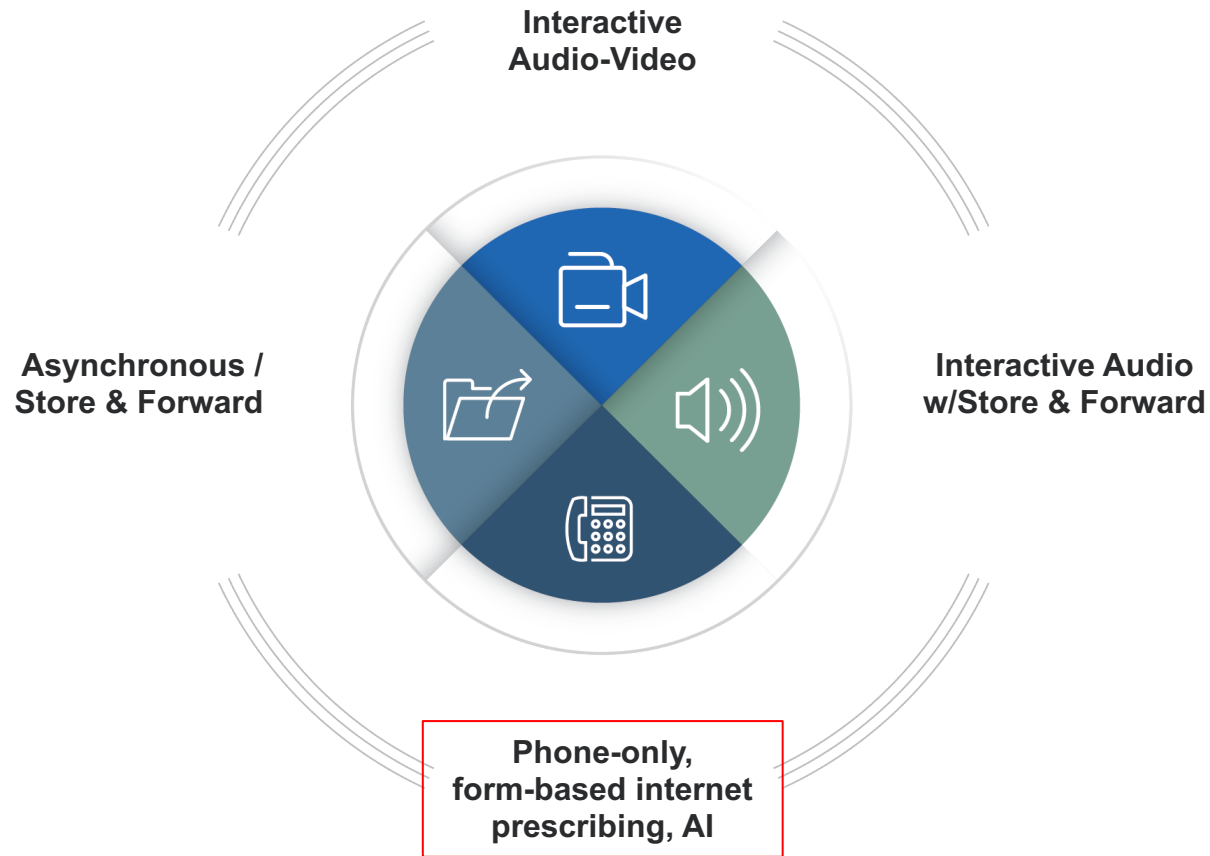 Interactive
Audio-Video
Asynchronous /
Store & Forward
Interactive Audio
w/Store & Forward
Phone-only,
form-based internet
prescribing, AI